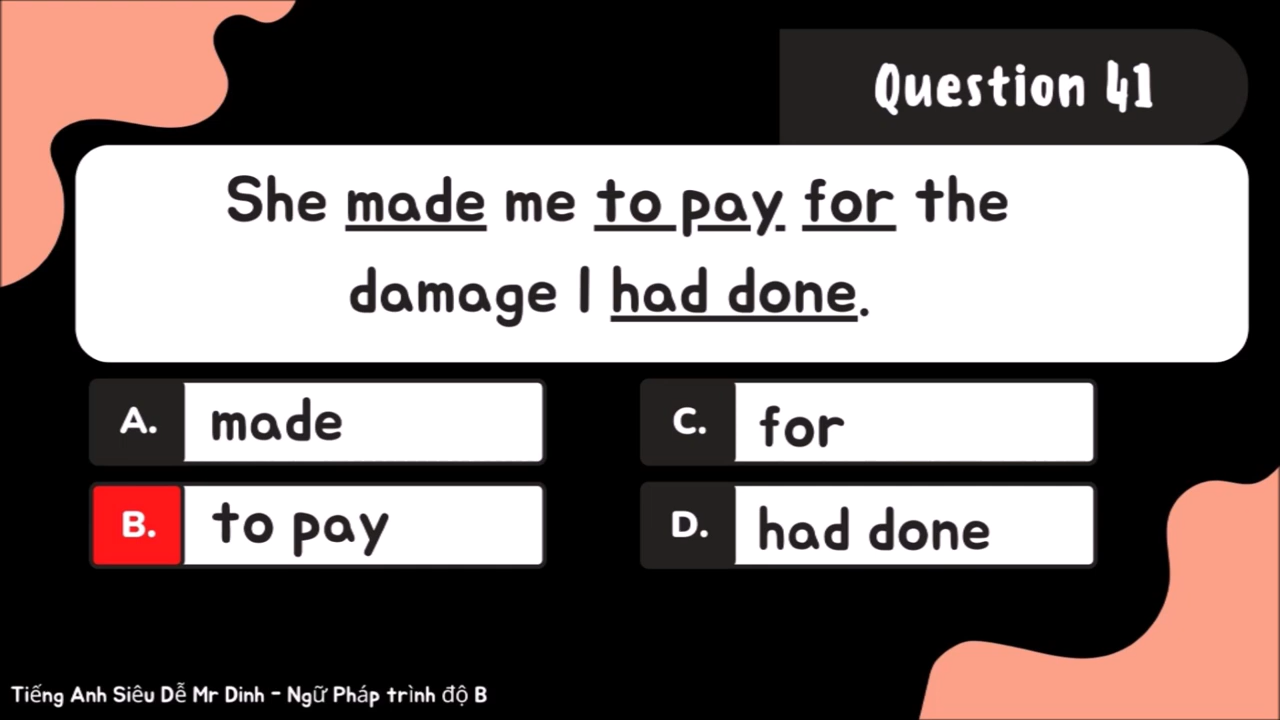 Question 41
She made me to pay for the
damage I had done.
A. made
B. to pay
C. for
D. had done
Tiếng Anh Siêu Dễ Mr Dinh - Ngữ Pháp trình độ B